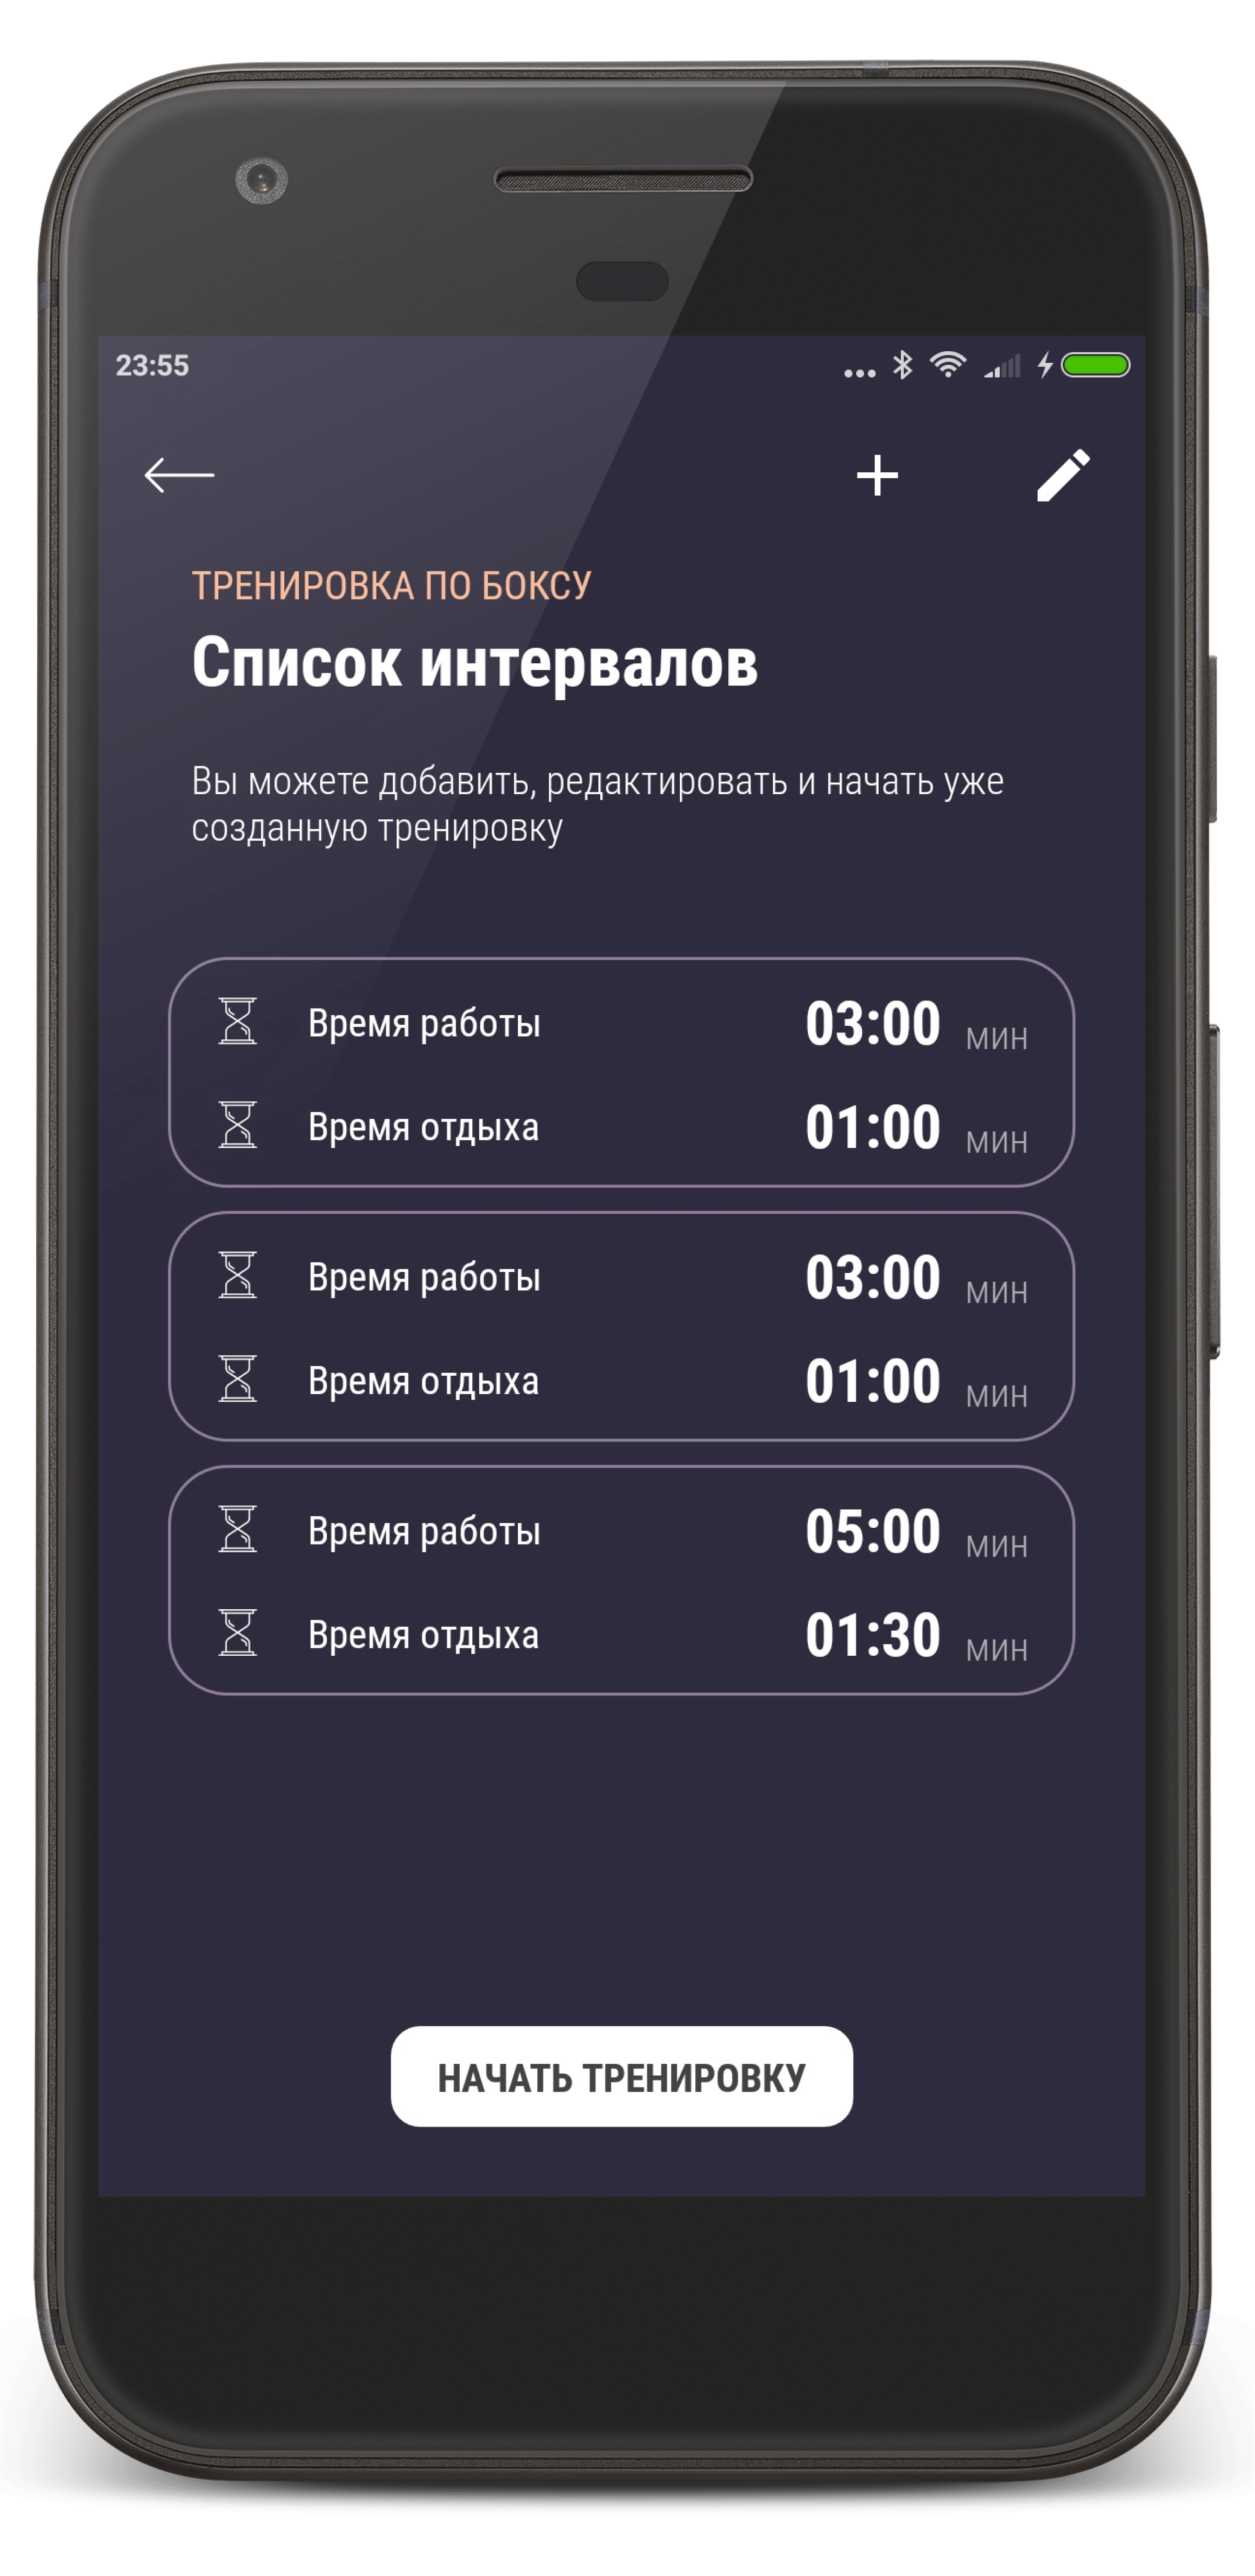 23:55
ТРЕНИРОВКА ПО БОКСУ
Список интервалов
Вы можете добавить, редактировать и начать уже
созданную тренировку
Время работы 03:00 мин
Время отдыха 01:00 мин
Время работы 03:00 мин
Время отдыха 01:00 мин
Время работы 05:00 мин
Время отдыха 01:30 мин
НАЧАТЬ ТРЕНИРОВКУ